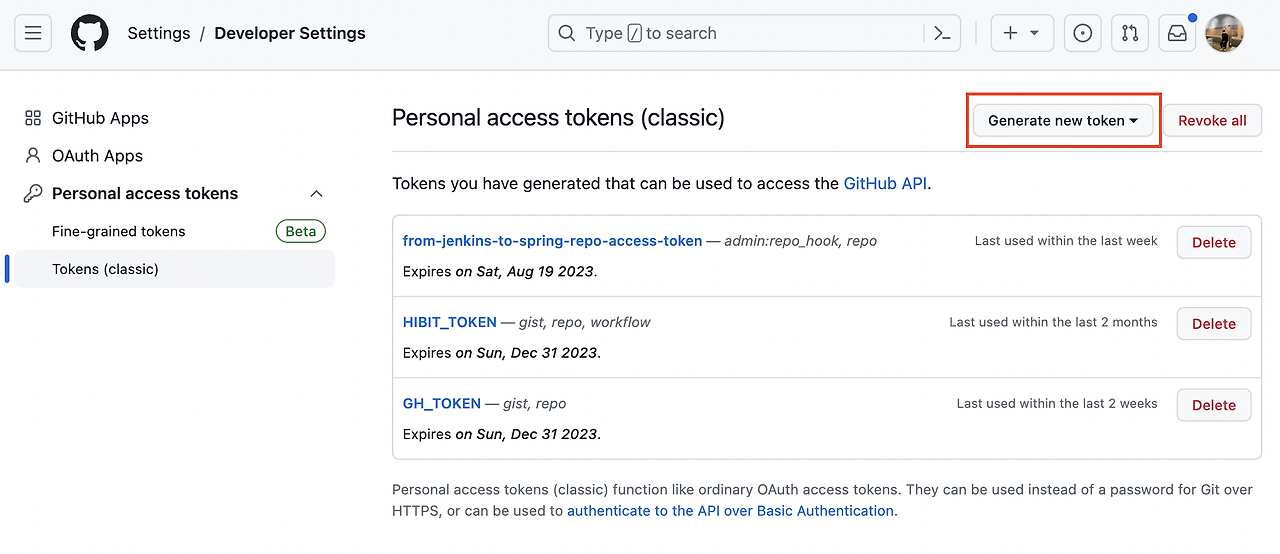 Settings / Developer Settings
Type / to search
GitHub Apps
OAuth Apps
Personal access tokens
Fine-grained tokens Beta
Tokens (classic)
Personal access tokens (classic)
Generate new token
Revoke all
Tokens you have generated that can be used to access the GitHub API.
from-jenkins-to-spring-repo-access-token — admin:repo_hook, repo
Last used within the last week
Delete
Expires on Sat, Aug 19 2023.
HIBIT_TOKEN — gist, repo, workflow
Last used within the last 2 months
Delete
Expires on Sun, Dec 31 2023.
GH_TOKEN — gist, repo
Last used within the last 2 weeks
Delete
Expires on Sun, Dec 31 2023.
Personal access tokens (classic) function like ordinary OAuth access tokens. They can be used instead of a password for Git over
HTTPS, or can be used to authenticate to the API over Basic Authentication.